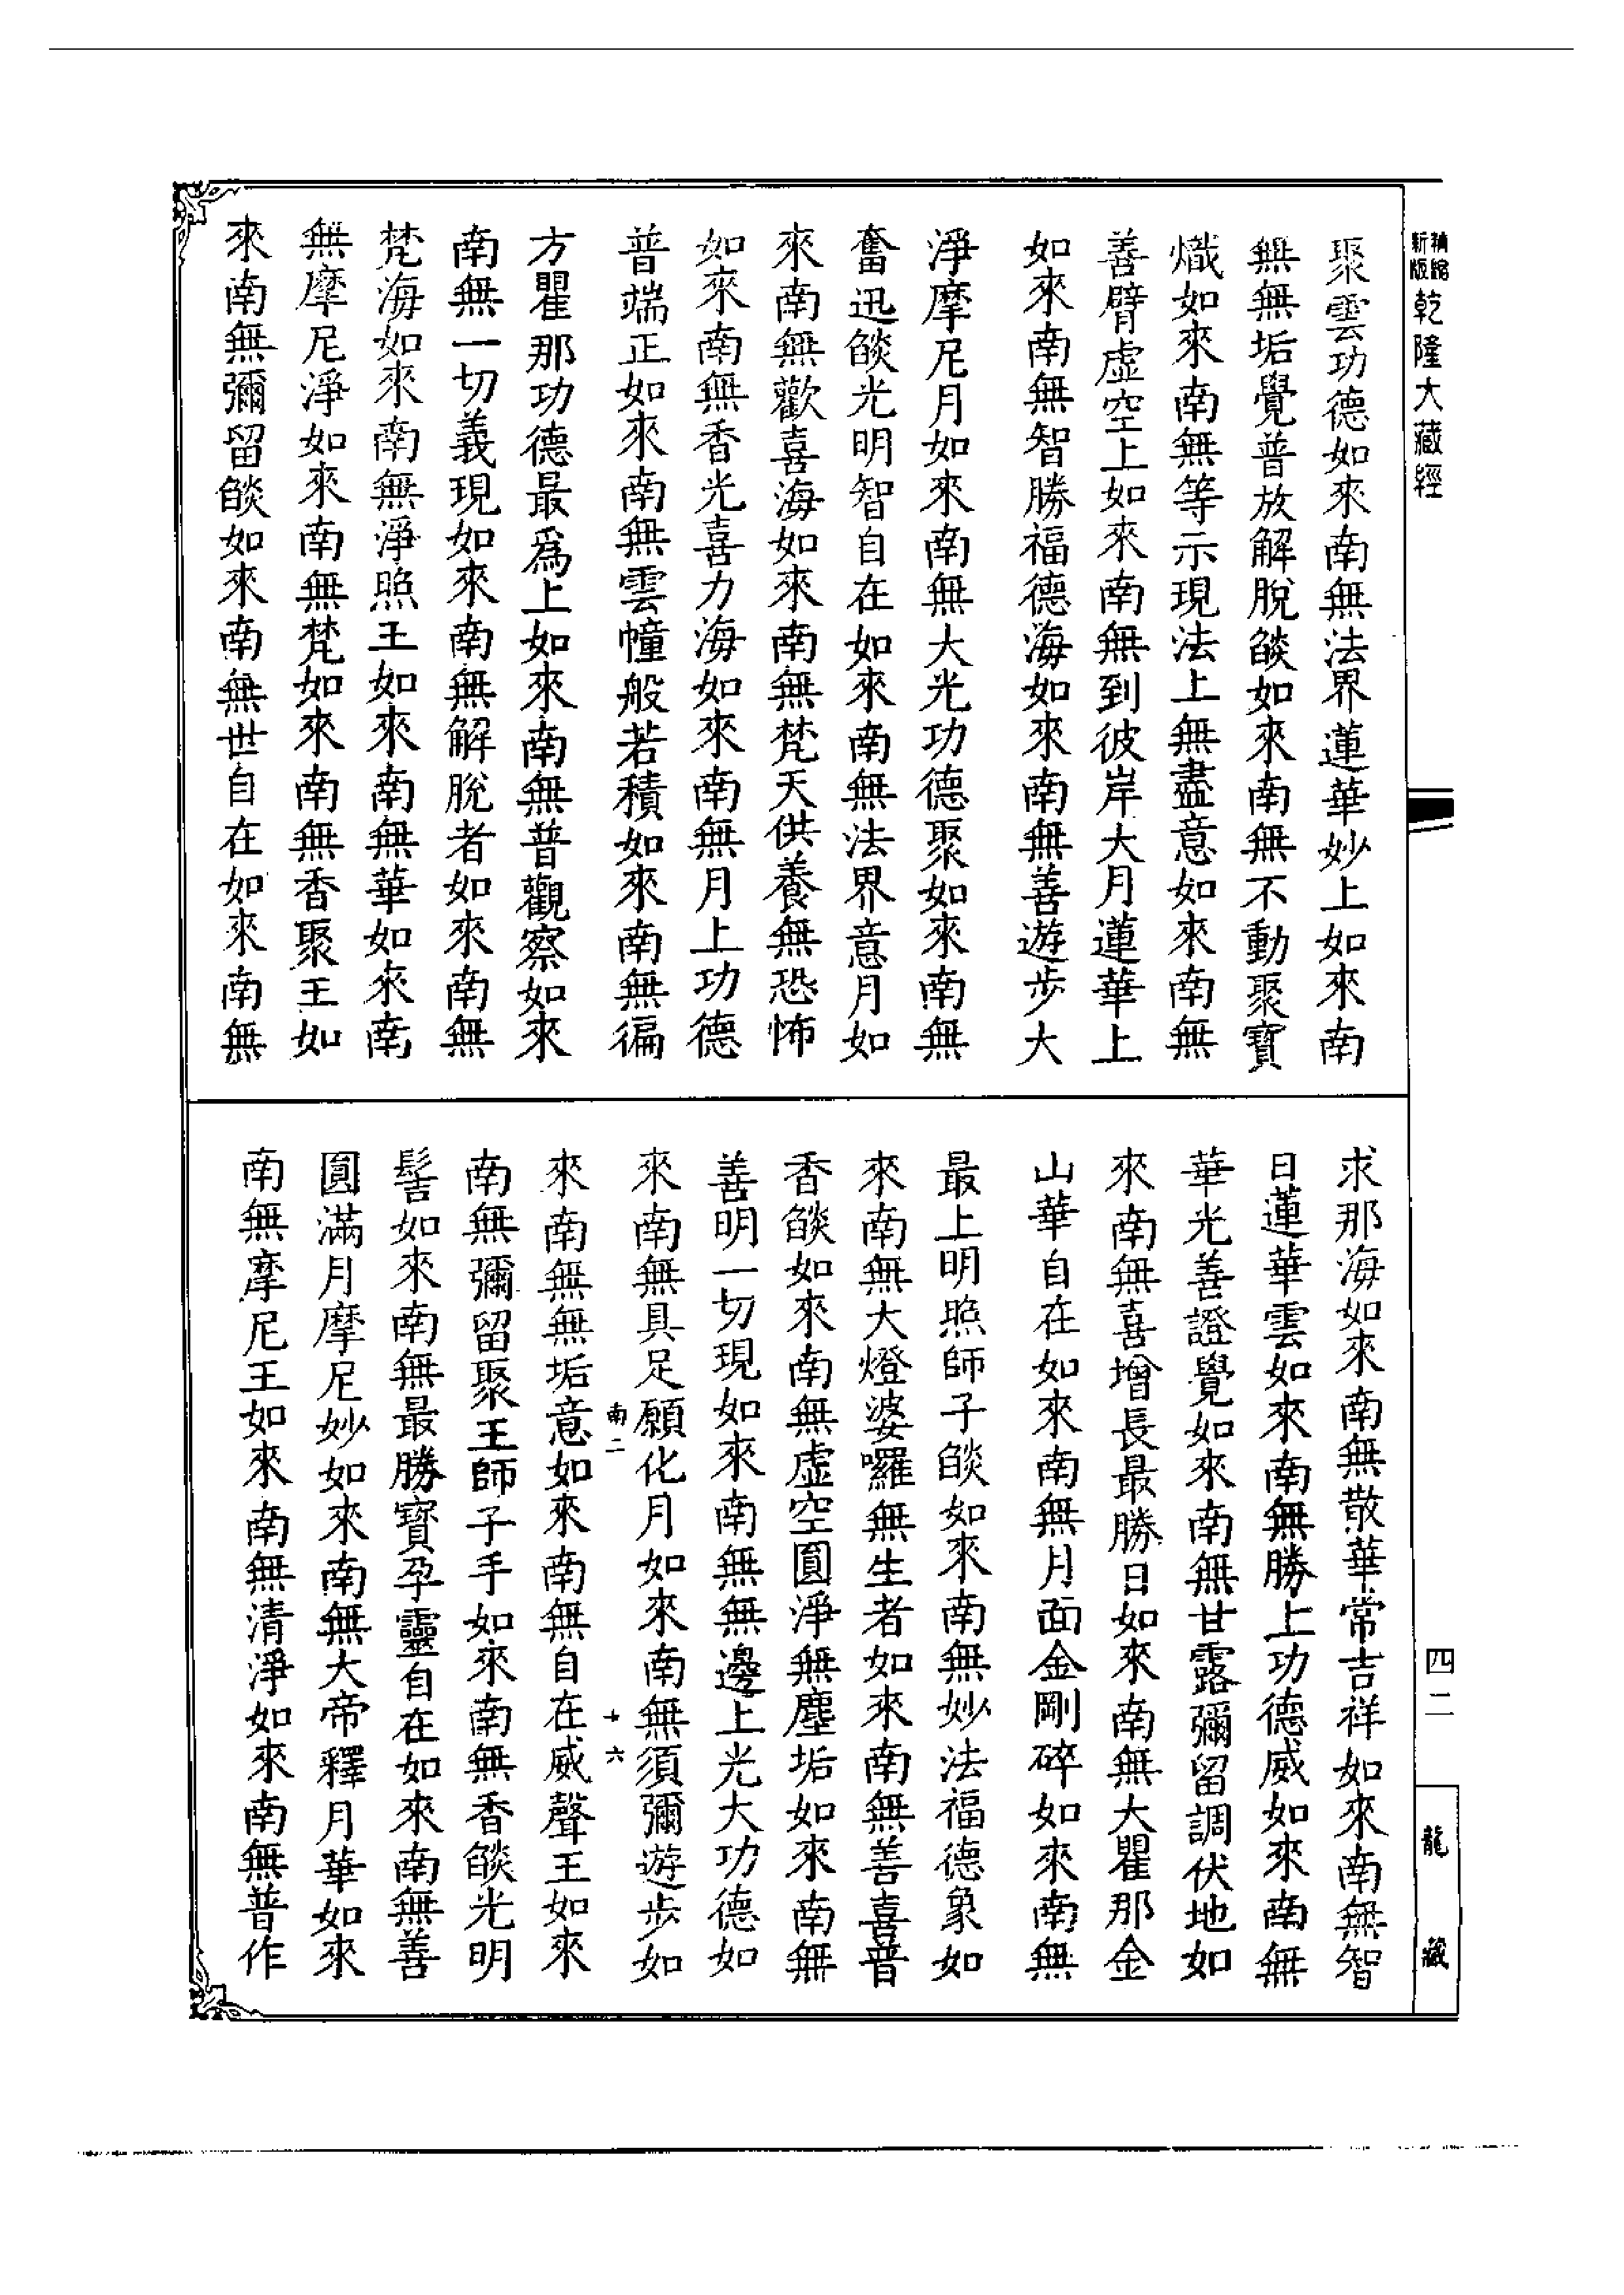 精縮新版乾隆大藏經
聚雲功德如來南無法界蓮華妙上如來南
無無垢覺普放解脫燄如來南無不動聚寶
熾如來南無等示現法上無盡意如來南無
善臂虛空上如來南無到彼岸大月蓮華上
如來南無智勝福德海如來南無善遊步大
淨摩尼月如來南無大光功德聚如來南無
奮迅燄光明智自在如來南無法界意月如
來南無歡喜海如來南無梵天供養無恐怖
如來南無香光喜力海如來南無月上功德
普端正如來南無雲幢般若積如來南無徧
方瞿那功德最爲上如來南無普觀察如來
南無一切義現如來南無解脫者如來南無
梵海如來南無淨照王如來南無華如來南
無摩尼淨如來南無梵如來南無香聚王如
來南無彌留燄如來南無世自在如來南無
求那海如來南無散華常吉祥如來南無智
日蓮華雲如來南無勝上功德威如來南無
華光善證覺如來南無甘露彌留調伏地如
來南無喜增長最勝日如來南無大瞿那金
山華自在如來南無月面金剛碎如來南無
最上明照師子燄如來南無妙法福德象如
來南無大燈婆囉無生者如來南無善喜普
香燄如來南無虛空圓淨無塵垢如來南無
善明一切現如來南無無邊上光大功德如
來南無具足願化月如來南無須彌遊步如
南二 十六
來南無無垢意如來南無自在威聲王如來
南無彌留聚王師子手如來南無香燄光明
髻如來南無最勝寶孕靈自在如來南無善
圓滿月摩尼妙如來南無大帝釋月華如來
南無摩尼王如來南無清淨如來南無普作
四二
龍藏